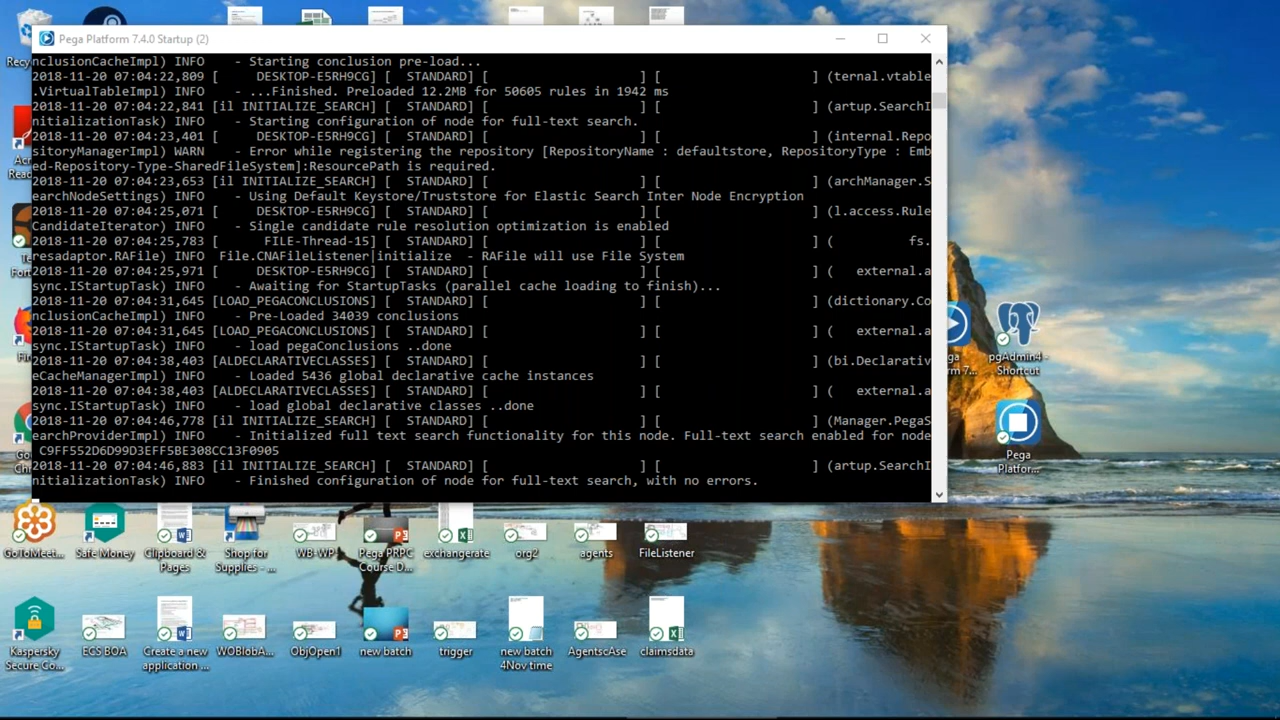 Pega Platform 7.4.0 Startup (2)
nclusionCacheImpl) INFO    - Starting conclusion pre-load...
2018-11-20 07:04:22,809 [     DESKTOP-E5RH9CG] [  STANDARD] [                    ] [                    ] (ternal.vtable
.VirtualTableImpl) INFO    - ...Finished. Preloaded 12.2MB for 50605 rules in 1942 ms
2018-11-20 07:04:22,841 [il INITIALIZE_SEARCH] [  STANDARD] [                    ] [                    ] (artup.SearchI
nitializationTask) INFO    - Starting configuration of node for full-text search.
2018-11-20 07:04:23,401 [     DESKTOP-E5RH9CG] [  STANDARD] [                    ] [                    ] (internal.Repo
sitoryManagerImpl) WARN    - Error while registering the repository [RepositoryName : defaultstore, RepositoryType : Emb
ed-Repository-Type-SharedFileSystem]:ResourcePath is required.
2018-11-20 07:04:23,653 [il INITIALIZE_SEARCH] [  STANDARD] [                    ] [                    ] (archManager.S
earchNodeSettings) INFO    - Using Default Keystore/Truststore for Elastic Search Inter Node Encryption
2018-11-20 07:04:25,071 [     DESKTOP-E5RH9CG] [  STANDARD] [                    ] [                    ] (l.access.Rule
CandidateIterator) INFO    - Single candidate rule resolution optimization is enabled
2018-11-20 07:04:25,783 [      FILE-Thread-15] [  STANDARD] [                    ] [                    ] (           fs.
resadaptor.RAFile) INFO  File.CNAFileListener|initialize  - RAFile will use File System
2018-11-20 07:04:25,971 [     DESKTOP-E5RH9CG] [  STANDARD] [                    ] [                    ] (    external.a
sync.IStartupTask) INFO    - Awaiting for StartupTasks (parallel cache loading to finish)...
2018-11-20 07:04:31,645 [LOAD_PEGACONCLUSIONS] [  STANDARD] [                    ] [                    ] (dictionary.Co
nclusionCacheImpl) INFO    - Pre-Loaded 34039 conclusions
2018-11-20 07:04:31,645 [LOAD_PEGACONCLUSIONS] [  STANDARD] [                    ] [                    ] (    external.a
sync.IStartupTask) INFO    - load pegaConclusions ..done
2018-11-20 07:04:38,403 [ALDECLARATIVECLASSES] [  STANDARD] [                    ] [                    ] (bi.Declarativ
eCacheManagerImpl) INFO    - Loaded 5436 global declarative cache instances
2018-11-20 07:04:38,403 [ALDECLARATIVECLASSES] [  STANDARD] [                    ] [                    ] (    external.a
sync.IStartupTask) INFO    - load global declarative classes ..done
2018-11-20 07:04:46,778 [il INITIALIZE_SEARCH] [  STANDARD] [                    ] [                    ] (Manager.PegaS
earchProviderImpl) INFO    - Initialized full text search functionality for this node. Full-text search enabled for node
 C9FF552D6D99D3EFF5BE308CC13F0905
2018-11-20 07:04:46,883 [il INITIALIZE_SEARCH] [  STANDARD] [                    ] [                    ] (artup.SearchI
nitializationTask) INFO    - Finished configuration of node for full-text search, with no errors.
pgAdmin4 - Shortcut
Pega Platfor...
GoToMeet... Safe Money Clipboard & Pages Shop for Supplies - ... WB-WP Pega PRPC Course D... exchangerate org2 agents FileListener
Kaspersky Secure Co... ECS BOA Create a new application ... WOBlobA... ObjOpen1 new batch trigger new batch 4Nov time AgentscAse claimsdata